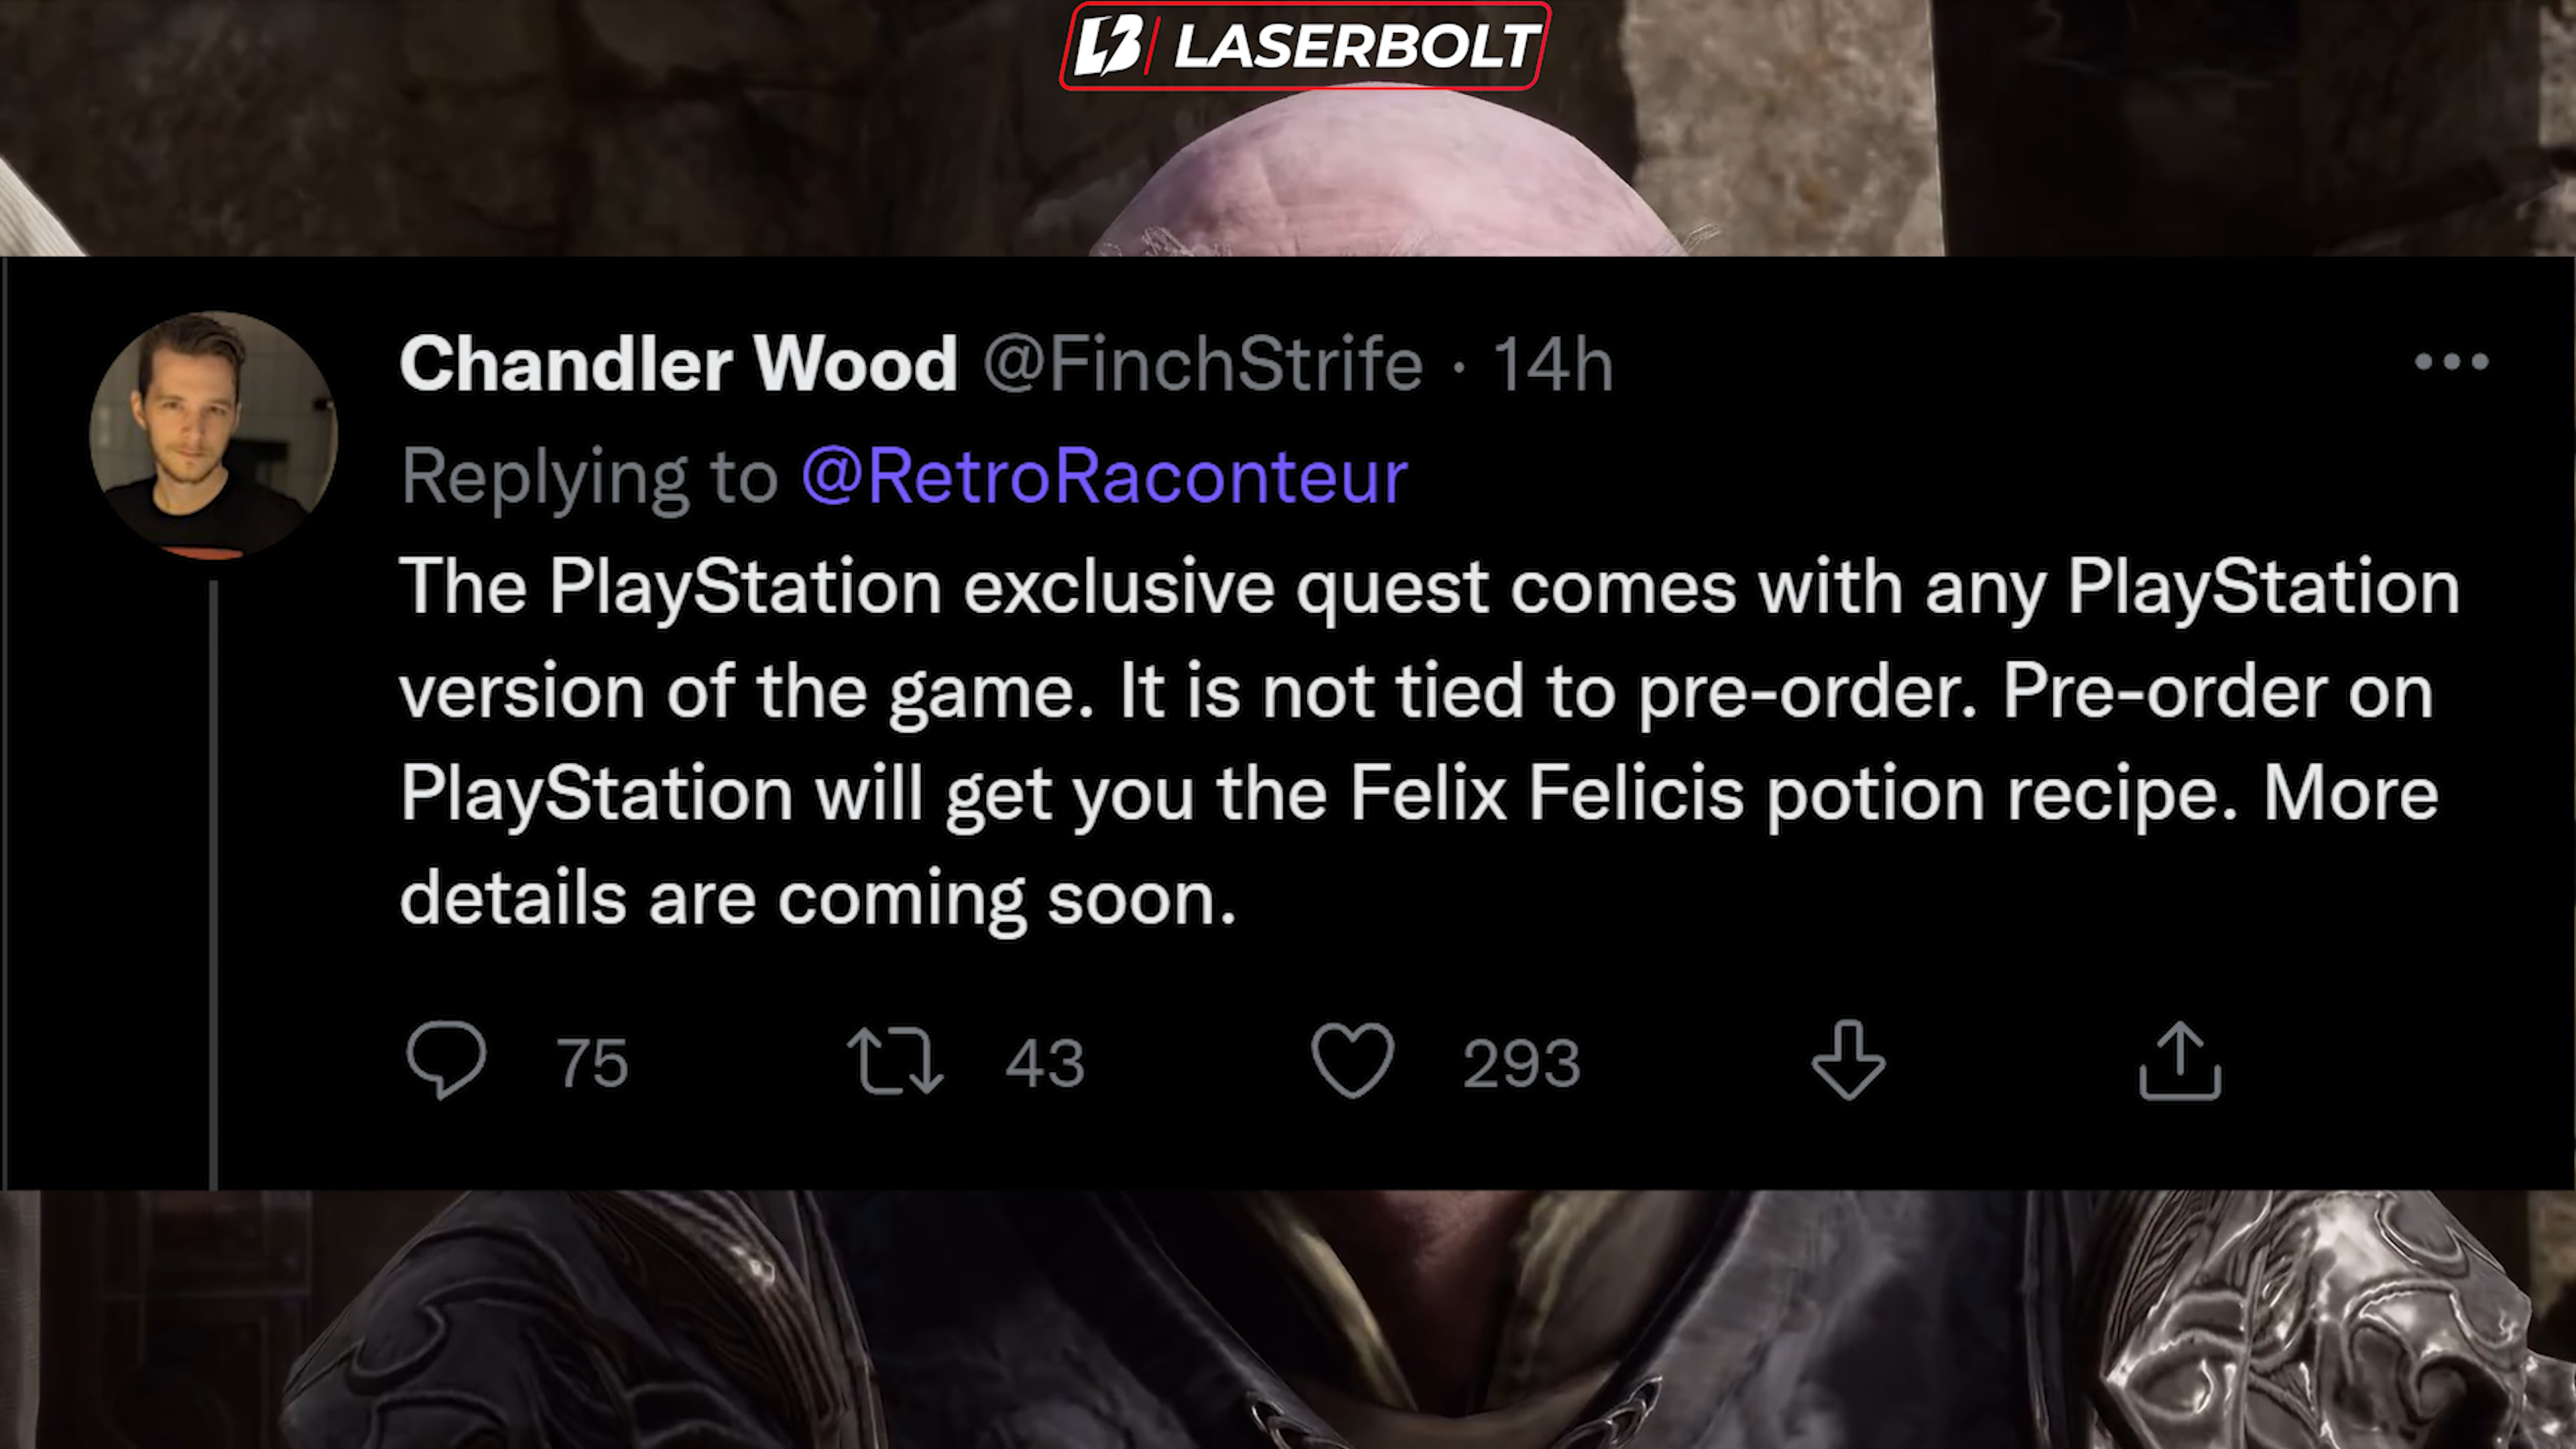 LB LASERBOLT
Chandler Wood @FinchStrife · 14h
Replying to @RetroRaconteur
The PlayStation exclusive quest comes with any PlayStation
version of the game. It is not tied to pre-order. Pre-order on
PlayStation will get you the Felix Felicis potion recipe. More
details are coming soon.
75 43 293